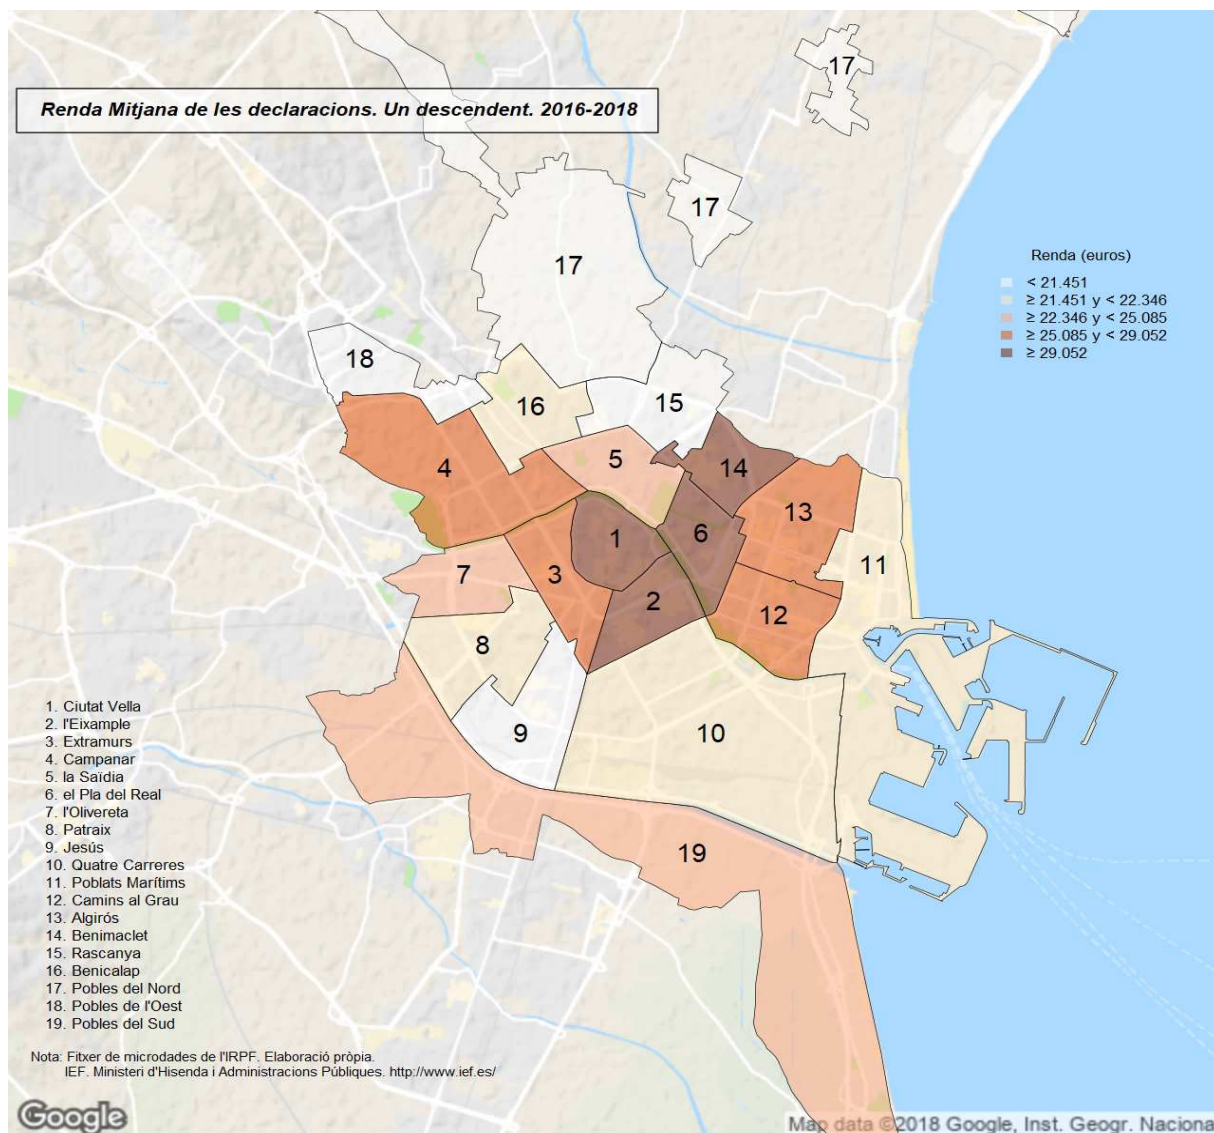 17
Renda Mitjana de les declaracions. Un descendent. 2016-2018
17
17
Renda (euros)
< 21.451
≥ 21.451 y < 22.346
≥ 22.346 y < 25.085
≥ 25.085 y < 29.052
≥ 29.052
18
16
15
5
4
14
13
1
6
11
7
3
2
12
8
9
10
19
1. Ciutat Vella
2. l'Eixample
3. Extramurs
4. Campanar
5. la Saïdia
6. el Pla del Real
7. l'Olivereta
8. Patraix
9. Jesús
10. Quatre Carreres
11. Poblats Marítims
12. Camins al Grau
13. Algirós
14. Benimaclet
15. Rascanya
16. Benicalap
17. Pobles del Nord
18. Pobles de l'Oest
19. Pobles del Sud
Nota: Fitxer de microdades de l'IRPF. Elaboració pròpia.
IEF. Ministeri d'Hisenda i Administracions Públiques. http://www.ief.es/
Google
Map data ©2018 Google, Inst. Geogr. Naciona